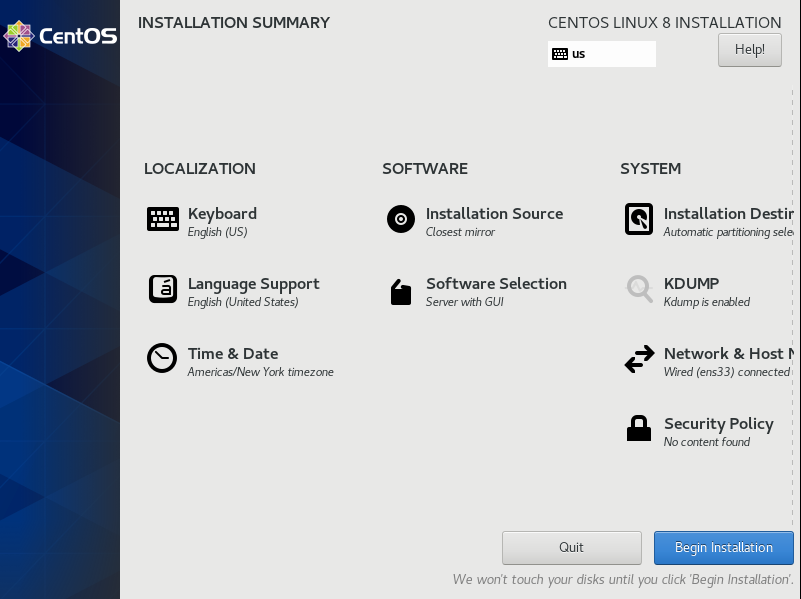 CentOS
INSTALLATION SUMMARY
CENTOS LINUX 8 INSTALLATION
us
Help!
LOCALIZATION
Keyboard
English (US)
Language Support
English (United States)
Time & Date
Americas/New York timezone
SOFTWARE
Installation Source
Closest mirror
Software Selection
Server with GUI
SYSTEM
Installation Destin
Automatic partitioning sele
KDUMP
Kdump is enabled
Network & Host N
Wired (ens33) connected
Security Policy
No content found
Quit
Begin Installation
We won't touch your disks until you click 'Begin Installation'.